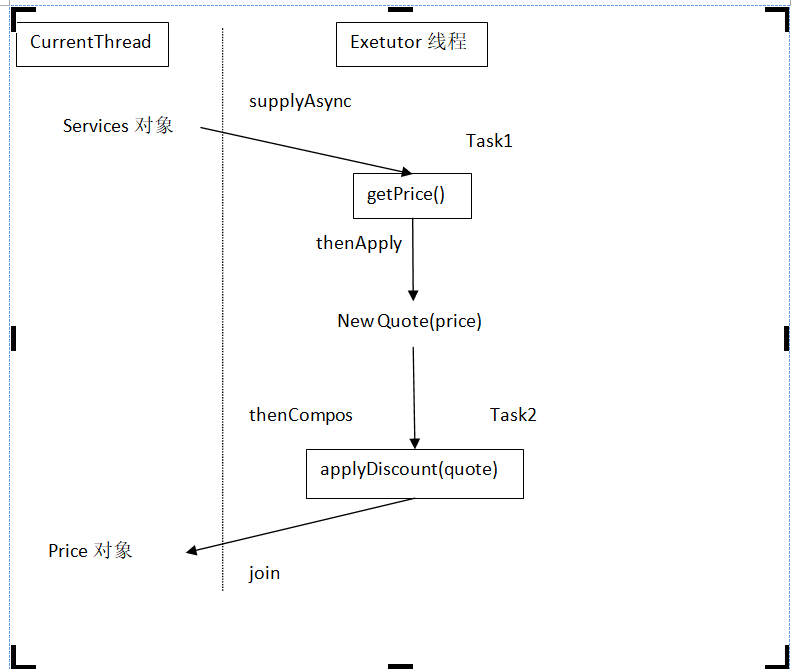 CurrentThread
Exetutor 线程
supplyAsync
Services 对象
Task1
getPrice()
thenApply
New Quote(price)
thenCompos
Task2
applyDiscount(quote)
Price 对象
join